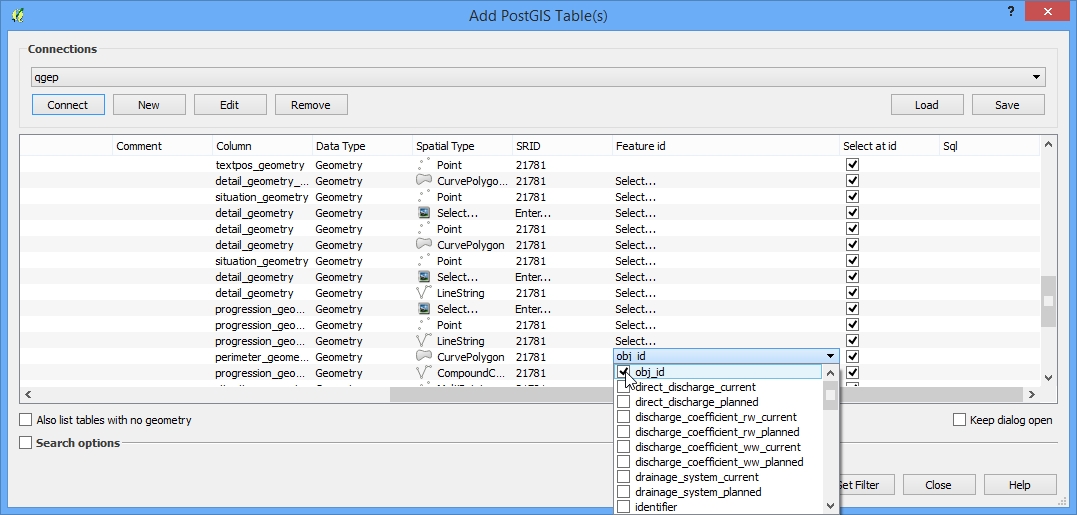 Add PostGIS Table(s)
?
Connections
qgep
Connect New Edit Remove Load Save
Comment Column Data Type Spatial Type SRID Feature id Select at id Sql
textpos_geometry Geometry Point 21781
detail_geometry_... Geometry CurvePolygo... 21781 Select...
situation_geometry Geometry Point 21781 Select...
detail_geometry Geometry Select... Enter... Select...
detail_geometry Geometry Point 21781 Select...
detail_geometry Geometry CurvePolygon 21781 Select...
situation_geometry Geometry Point 21781 Select...
detail_geometry Geometry Select... Enter... Select...
detail_geometry Geometry LineString 21781 Select...
progression_geo... Geometry Select... Enter... Select...
progression_geo... Geometry Point 21781 Select...
progression_geo... Geometry LineString 21781 Select...
perimeter_geome... Geometry CurvePolygon 21781 obj_id
progression_geo... Geometry CompoundC... 21781
obj_id
direct_discharge_current
direct_discharge_planned
discharge_coefficient_rw_current
discharge_coefficient_rw_planned
discharge_coefficient_ww_current
discharge_coefficient_ww_planned
drainage_system_current
drainage_system_planned
identifier
Also list tables with no geometry
Keep dialog open
Search options
Set Filter Close Help